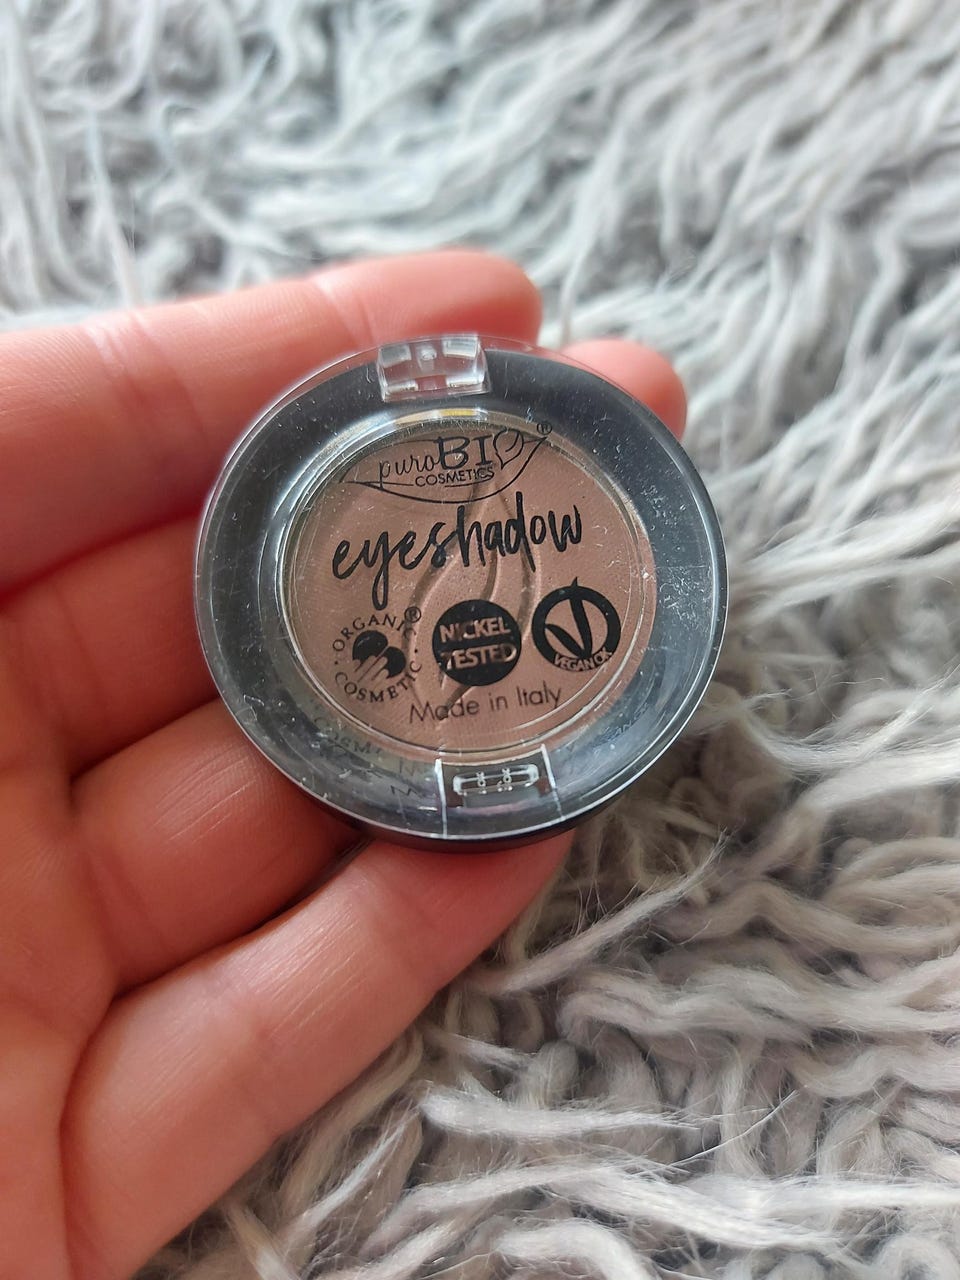 puroBIO®
COSMETICS
eyeshadow
ORGANIC
COSMETIC
®
NICKEL
TESTED
VEGANOK
Made in Italy